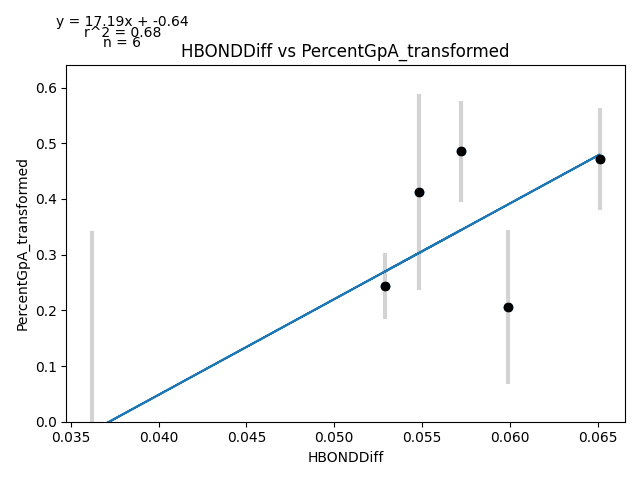 y = 17.19x + -0.64
r^2 = 0.68
n = 6
HBONDDiff vs PercentGpA_transformed
PercentGpA_transformed
0.6
0.5
0.4
0.3
0.2
0.1
0.0
0.035 0.040 0.045 0.050 0.055 0.060 0.065
HBONDDiff